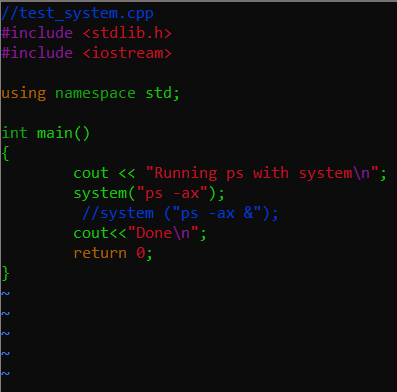 //test_system.cpp
#include <stdlib.h>
#include <iostream>

using namespace std;

int main()
{
        cout << "Running ps with system\n";
        system("ps -ax");
         //system ("ps -ax &");
        cout<<"Done\n";
        return 0;
}
~
~
~
~
~